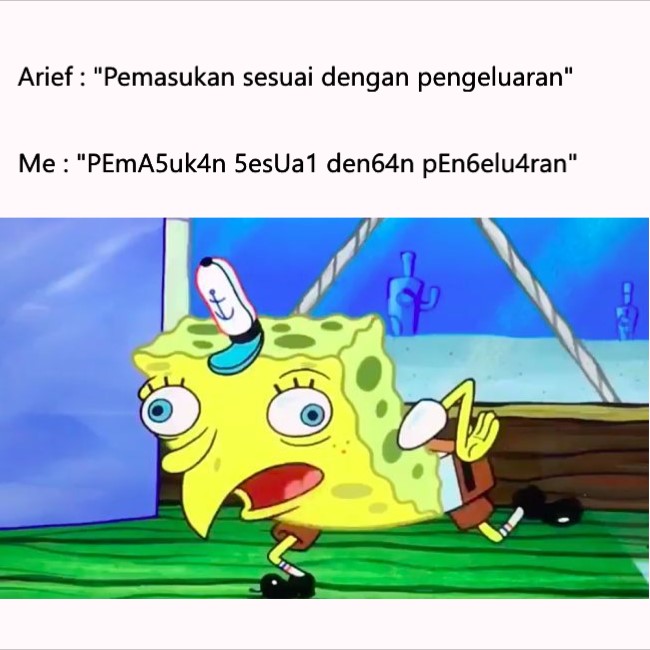 Arief : "Pemasukan sesuai dengan pengeluaran"
Me : "PEmA5uk4n 5esUa1 den64n pEn6elu4ran"